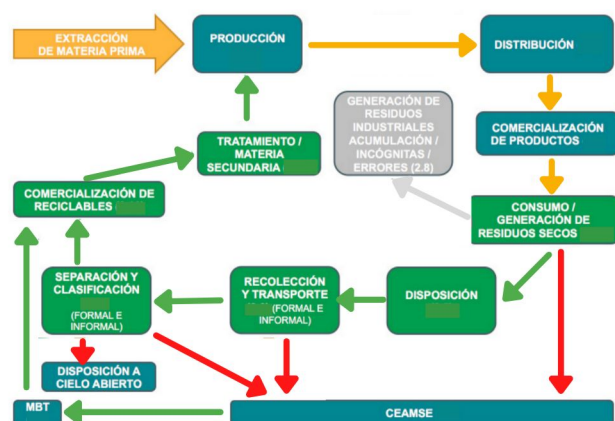 EXTRACCIÓN
DE MATERIA PRIMA
PRODUCCIÓN
DISTRIBUCIÓN
GENERACIÓN DE
RESIDUOS
INDUSTRIALES
ACUMULACIÓN /
INCÓGNITAS /
ERRORES (2.8)
COMERCIALIZACIÓN
DE PRODUCTOS
TRATAMIENTO /
MATERIA
SECUNDARIA
COMERCIALIZACIÓN DE
RECICLABLES
CONSUMO /
GENERACIÓN DE
RESIDUOS SECOS
SEPARACIÓN Y
CLASIFICACIÓN
(FORMAL E
INFORMAL)
RECOLECCIÓN
Y TRANSPORTE
(FORMAL E
INFORMAL)
DISPOSICIÓN
DISPOSICIÓN A
CIELO ABIERTO
MBT
CEAMSE